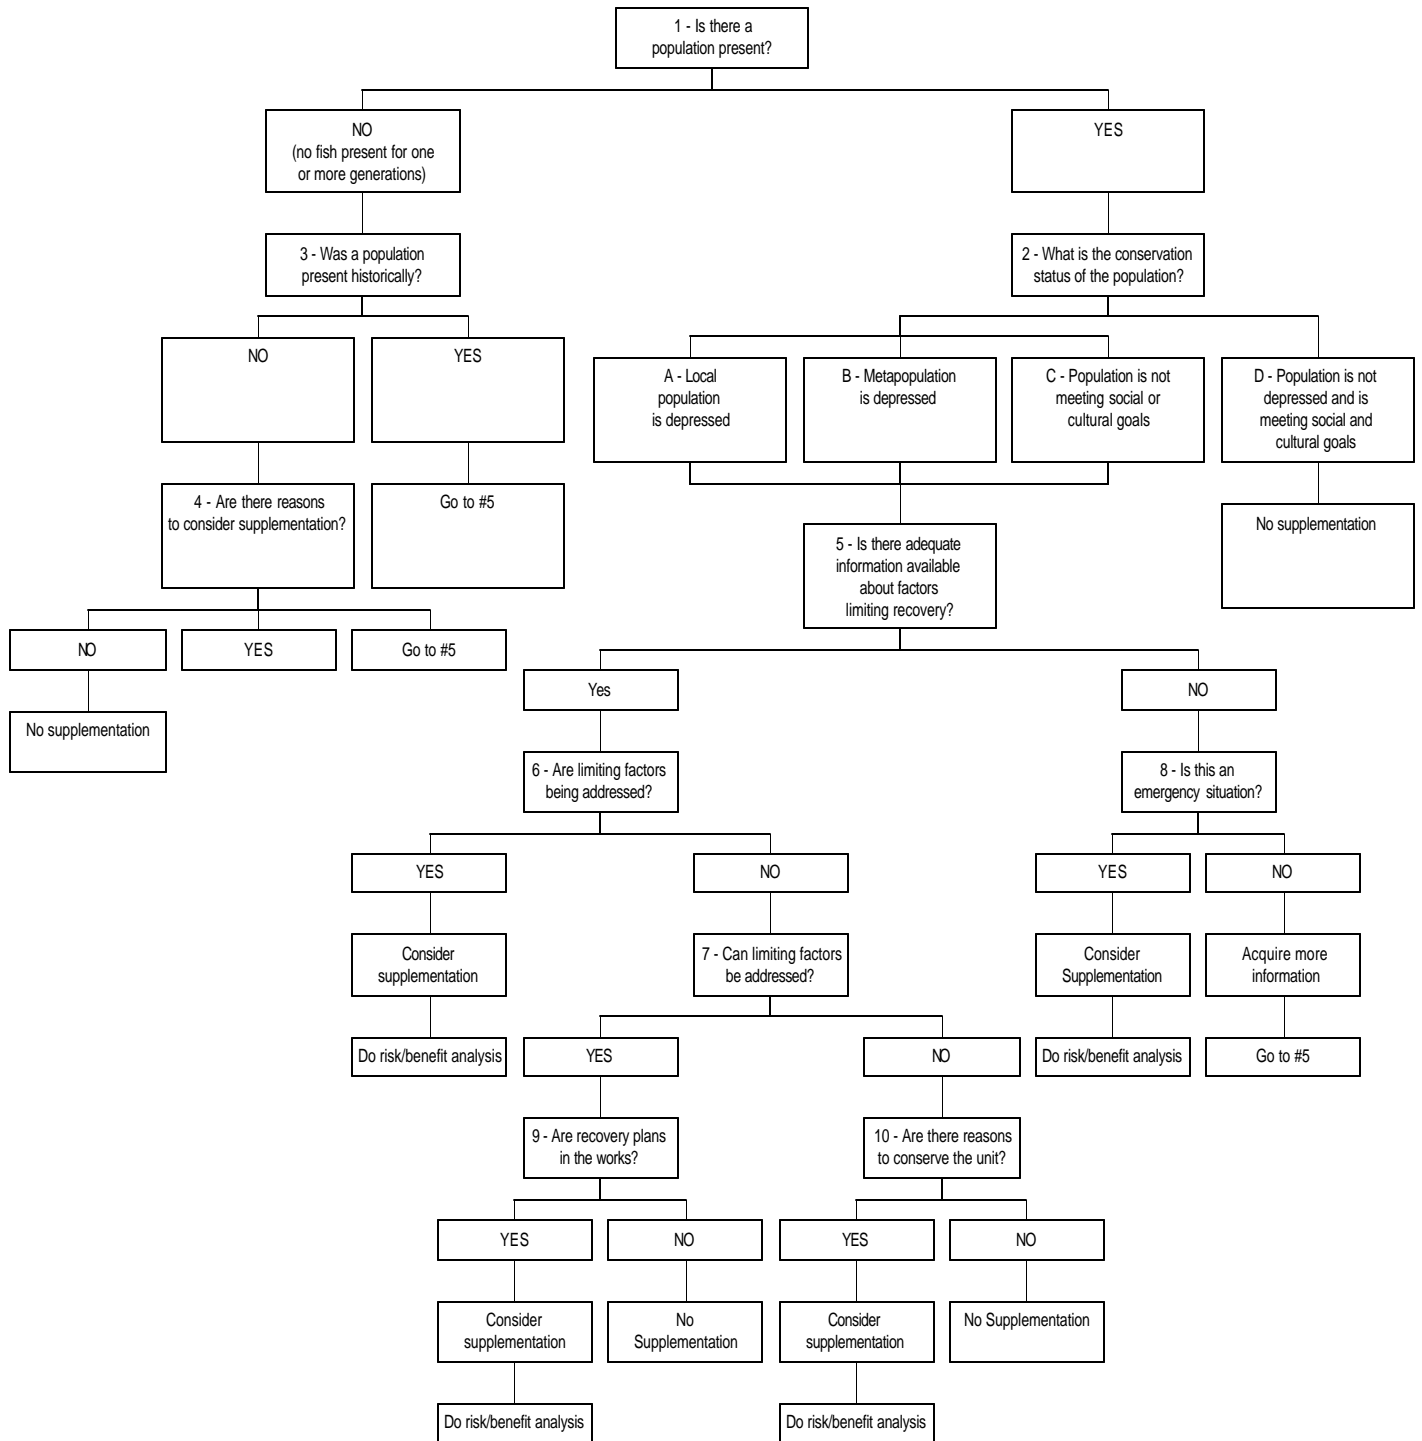 1 - Is there a
population present?
NO
(no fish present for one
or more generations)
YES
3 - Was a population
present historically?
2 - What is the conservation
status of the population?
NO
YES
A - Local
population
is depressed
B - Metapopulation
is depressed
C - Population is not
meeting social or
cultural goals
D - Population is not
depressed and is
meeting social and
cultural goals
4 - Are there reasons
to consider supplementation?
Go to #5
No supplementation
5 - Is there adequate
information available
about factors
limiting recovery?
NO
YES
Go to #5
No supplementation
Yes
NO
6 - Are limiting factors
being addressed?
8 - Is this an
emergency situation?
YES
NO
YES
NO
Consider
supplementation
7 - Can limiting factors
be addressed?
Consider
Supplementation
Acquire more
information
Do risk/benefit analysis
YES
NO
Do risk/benefit analysis
Go to #5
9 - Are recovery plans
in the works?
10 - Are there reasons
to conserve the unit?
YES
NO
YES
NO
Consider
supplementation
No
Supplementation
Consider
supplementation
No Supplementation
Do risk/benefit analysis
Do risk/benefit analysis